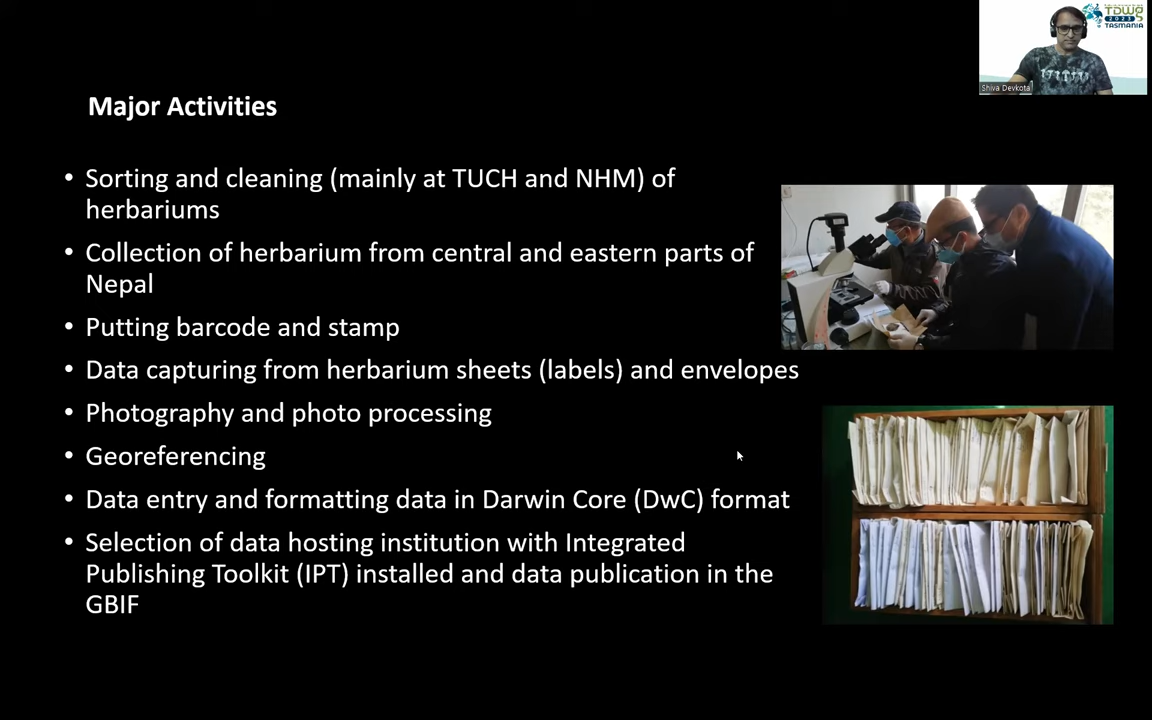 TDWG
2023
TASMANIA
Shiva Devkota
Major Activities
• Sorting and cleaning (mainly at TUCH and NHM) of
herbariums
• Collection of herbarium from central and eastern parts of
Nepal
• Putting barcode and stamp
• Data capturing from herbarium sheets (labels) and envelopes
• Photography and photo processing
• Georeferencing
• Data entry and formatting data in Darwin Core (DwC) format
• Selection of data hosting institution with Integrated
Publishing Toolkit (IPT) installed and data publication in the
GBIF